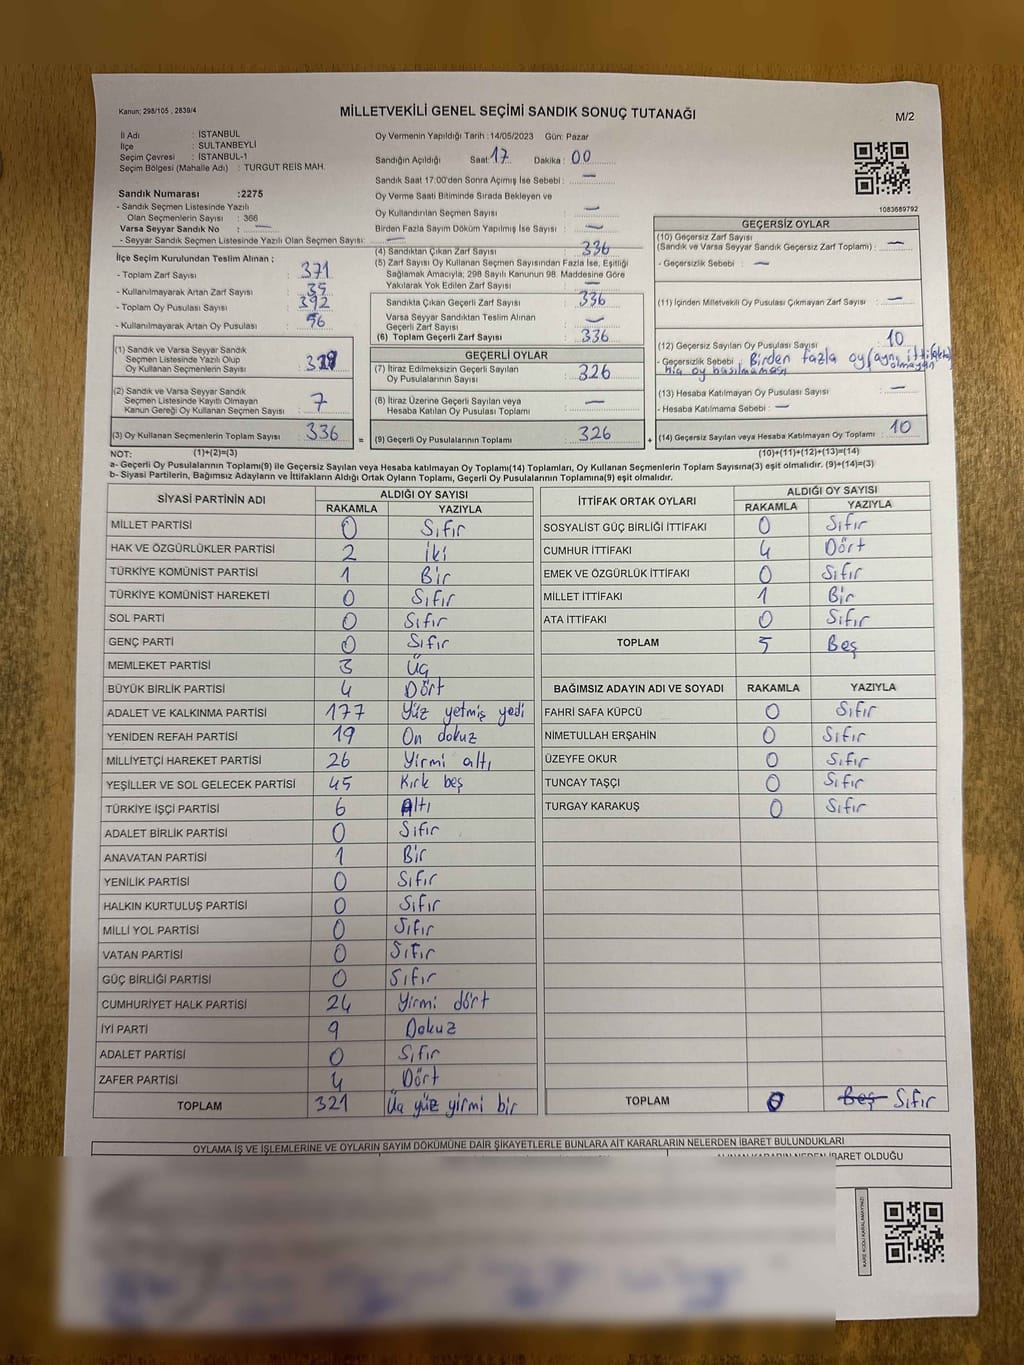 Kanun: 298/105 , 2839/4
MİLLETVEKİLİ GENEL SEÇİMİ SANDIK SONUÇ TUTANAĞI
M/2
İl Adı : İSTANBUL
İlçe : SULTANBEYLİ
Seçim Çevresi : İSTANBUL-1
Seçim Bölgesi (Mahalle Adı) : TURGUT REİS MAH.
Sandık Numarası :2275
- Sandık Seçmen Listesinde Yazılı
Olan Seçmenlerin Sayısı : 366
Varsa Seyyar Sandık No : —
- Seyyar Sandık Seçmen Listesinde Yazılı Olan Seçmen Sayısı: —
Oy Vermenin Yapıldığı Tarih : 14/05/2023 Gün: Pazar
Sandığın Açıldığı Saat: 17 Dakika : 00
Sandık Saat 17:00'den Sonra Açımış İse Sebebi : —
Oy Verme Saati Bitiminde Sırada Bekleyen ve
Oy Kullandırılan Seçmen Sayısı : —
Birden Fazla Sayım Döküm Yapılmış İse Sayısı : —
1083689792
İlçe Seçim Kurulundan Teslim Alınan ;
- Toplam Zarf Sayısı : 371
- Kullanılmayarak Artan Zarf Sayısı : 35
- Toplam Oy Pusulası Sayısı : 392
- Kullanılmayarak Artan Oy Pusulası : 56
(1) Sandık ve Varsa Seyyar Sandık
Seçmen Listesinde Yazılı Olup
Oy Kullanan Seçmenlerin Sayısı :
(2) Sandık ve Varsa Seyyar Sandık
Seçmen Listesinde Kayıtlı Olmayan
Kanun Gereği Oy Kullanan Seçmen Sayısı : 7
(3) Oy Kullanan Seçmenlerin Toplam Sayısı : 336
(4) Sandıktan Çıkan Zarf Sayısı : 336
(5) Zarf Sayısı Oy Kullanan Seçmen Sayısından Fazla İse, Eşitliği
Sağlamak Amacıyla; 298 Sayılı Kanunun 98. Maddesine Göre
Yakılarak Yok Edilen Zarf Sayısı : —
Sandıkta Çıkan Geçerli Zarf Sayısı : 336
Varsa Seyyar Sandıktan Teslim Alınan
Geçerli Zarf Sayısı : —
(6) Toplam Geçerli Zarf Sayısı : 336
GEÇERLİ OYLAR
(7) İtiraz Edilmeksizin Geçerli Sayılan
Oy Pusulalarının Sayısı : 326
(8) İtiraz Üzerine Geçerli Sayılan veya
Hesaba Katılan Oy Pusulası Toplamı : —
= (9) Geçerli Oy Pusulalarının Toplamı : 326
GEÇERSİZ OYLAR
(10) Geçersiz Zarf Sayısı
(Sandık ve Varsa Seyyar Sandık Geçersiz Zarf Toplamı) : —
- Geçersizlik Sebebi : —
(11) İçinden Milletvekili Oy Pusulası Çıkmayan Zarf Sayısı : —
(12) Geçersiz Sayılan Oy Pusulası Sayısı : 10
- Geçersizlik Sebebi : Birden fazla oy (aynı ittifakta olmayan)
hiç oy basılmaması
(13) Hesaba Katılmayan Oy Pusulası Sayısı : —
- Hesaba Katılmama Sebebi : —
+ (14) Geçersiz Sayılan veya Hesaba Katılmayan Oy Toplamı : 10
NOT: (1)+(2)=(3) (10)+(11)+(12)+(13)=(14)
a- Geçerli Oy Pusulalarının Toplamı(9) ile Geçersiz Sayılan veya Hesaba katılmayan Oy Toplamı(14) Toplamları, Oy Kullanan Seçmenlerin Toplam Sayısına(3) eşit olmalıdır. (9)+(14)=(3)
b- Siyasi Partilerin, Bağımsız Adayların ve İttifakların Aldığı Ortak Oyların Toplamı, Geçerli Oy Pusulalarının Toplamına(9) eşit olmalıdır.
SİYASİ PARTİNİN ADI ALDIĞI OY SAYISI
RAKAMLA YAZIYLA
MİLLET PARTİSİ 0 Sıfır
HAK VE ÖZGÜRLÜKLER PARTİSİ 2 İki
TÜRKİYE KOMÜNİST PARTİSİ 1 Bir
TÜRKİYE KOMÜNİST HAREKETİ 0 Sıfır
SOL PARTİ 0 Sıfır
GENÇ PARTİ 0 Sıfır
MEMLEKET PARTİSİ 3 Üç
BÜYÜK BİRLİK PARTİSİ 4 Dört
ADALET VE KALKINMA PARTİSİ 177 Yüz yetmiş yedi
YENİDEN REFAH PARTİSİ 19 On dokuz
MİLLİYETÇİ HAREKET PARTİSİ 26 Yirmi altı
YEŞİLLER VE SOL GELECEK PARTİSİ 45 Kırk beş
TÜRKİYE İŞÇİ PARTİSİ 6 Altı
ADALET BİRLİK PARTİSİ 0 Sıfır
ANAVATAN PARTİSİ 1 Bir
YENİLİK PARTİSİ 0 Sıfır
HALKIN KURTULUŞ PARTİSİ 0 Sıfır
MİLLİ YOL PARTİSİ 0 Sıfır
VATAN PARTİSİ 0 Sıfır
GÜÇ BİRLİĞİ PARTİSİ 0 Sıfır
CUMHURİYET HALK PARTİSİ 24 Yirmi dört
İYİ PARTİ 9 Dokuz
ADALET PARTİSİ 0 Sıfır
ZAFER PARTİSİ 4 Dört
TOPLAM 321 Üç yüz yirmi bir
İTTİFAK ORTAK OYLARI ALDIĞI OY SAYISI
RAKAMLA YAZIYLA
SOSYALİST GÜÇ BİRLİĞİ İTTİFAKI 0 Sıfır
CUMHUR İTTİFAKI 4 Dört
EMEK VE ÖZGÜRLÜK İTTİFAKI 0 Sıfır
MİLLET İTTİFAKI 1 Bir
ATA İTTİFAKI 0 Sıfır
TOPLAM 5 Beş
BAĞIMSIZ ADAYIN ADI VE SOYADI RAKAMLA YAZIYLA
FAHRİ SAFA KÜPCÜ 0 Sıfır
NİMETULLAH ERŞAHİN 0 Sıfır
ÜZEYFE OKUR 0 Sıfır
TUNCAY TAŞÇI 0 Sıfır
TURGAY KARAKUŞ 0 Sıfır
TOPLAM 0 Beş Sıfır
OYLAMA İŞ VE İŞLEMLERİNE VE OYLARIN SAYIM DÖKÜMÜNE DAİR ŞİKAYETLERLE BUNLARA AİT KARARLARIN NELERDEN İBARET BULUNDUKLARI
ALINAN KARARIN NEDEN İBARET OLDUĞU
KARE KODU KARALAMAYINIZ!